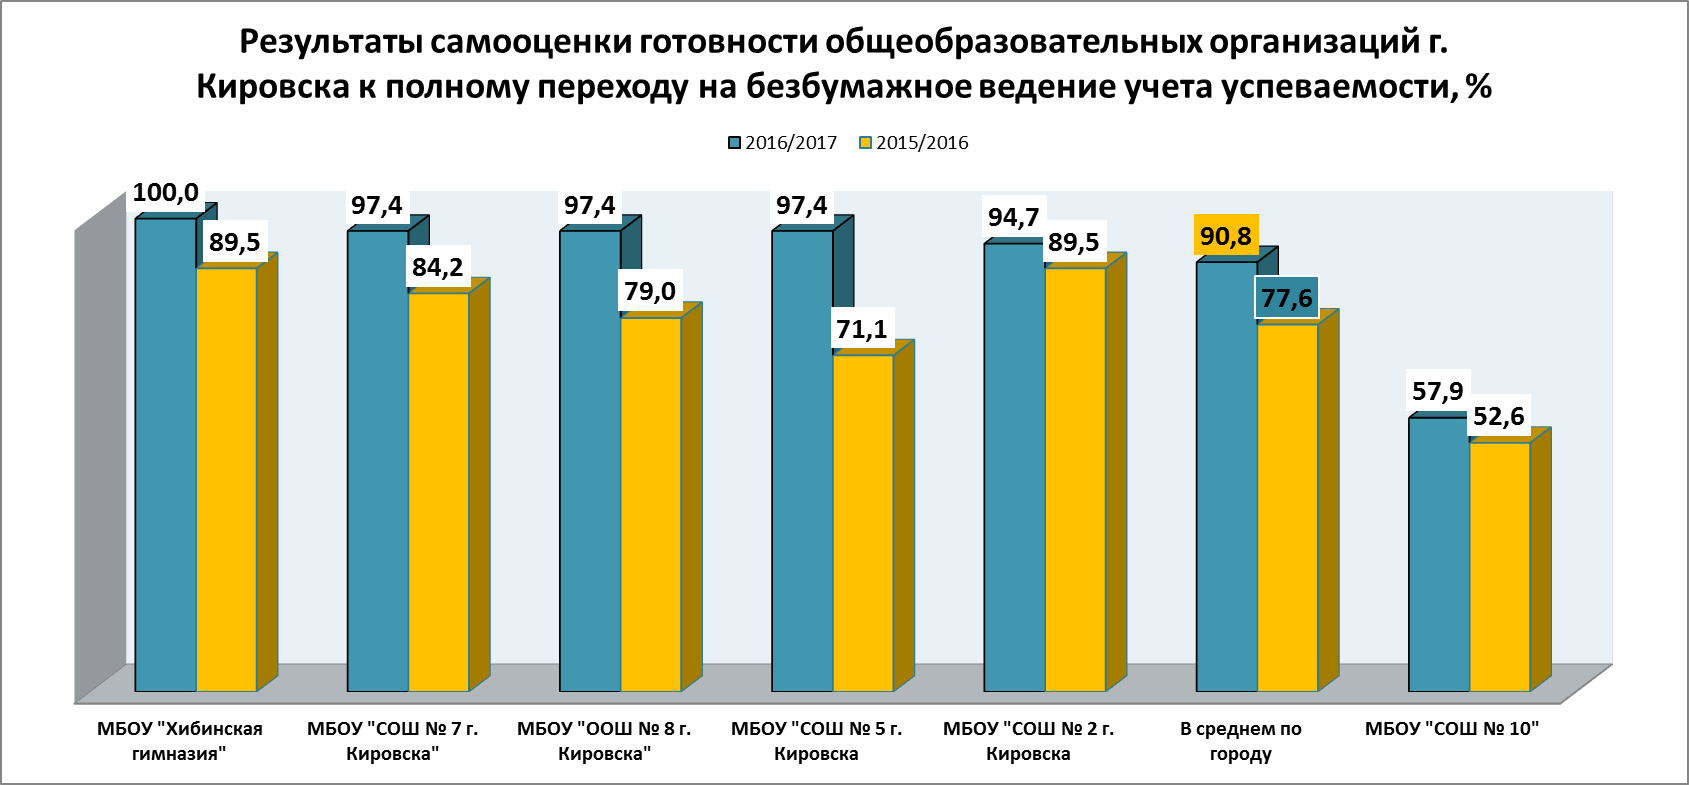 Результаты самооценки готовности общеобразовательных организаций г.
Кировска к полному переходу на безбумажное ведение учета успеваемости, %
2016/2017 2015/2016
100,0 89,5
97,4 84,2
97,4 79,0
97,4 71,1
94,7 89,5
90,8 77,6
57,9 52,6
МБОУ "Хибинская
гимназия"
МБОУ "СОШ № 7 г.
Кировска"
МБОУ "ООШ № 8 г.
Кировска"
МБОУ "СОШ № 5 г.
Кировска
МБОУ "СОШ № 2 г.
Кировска
В среднем по
городу
МБОУ "СОШ № 10"